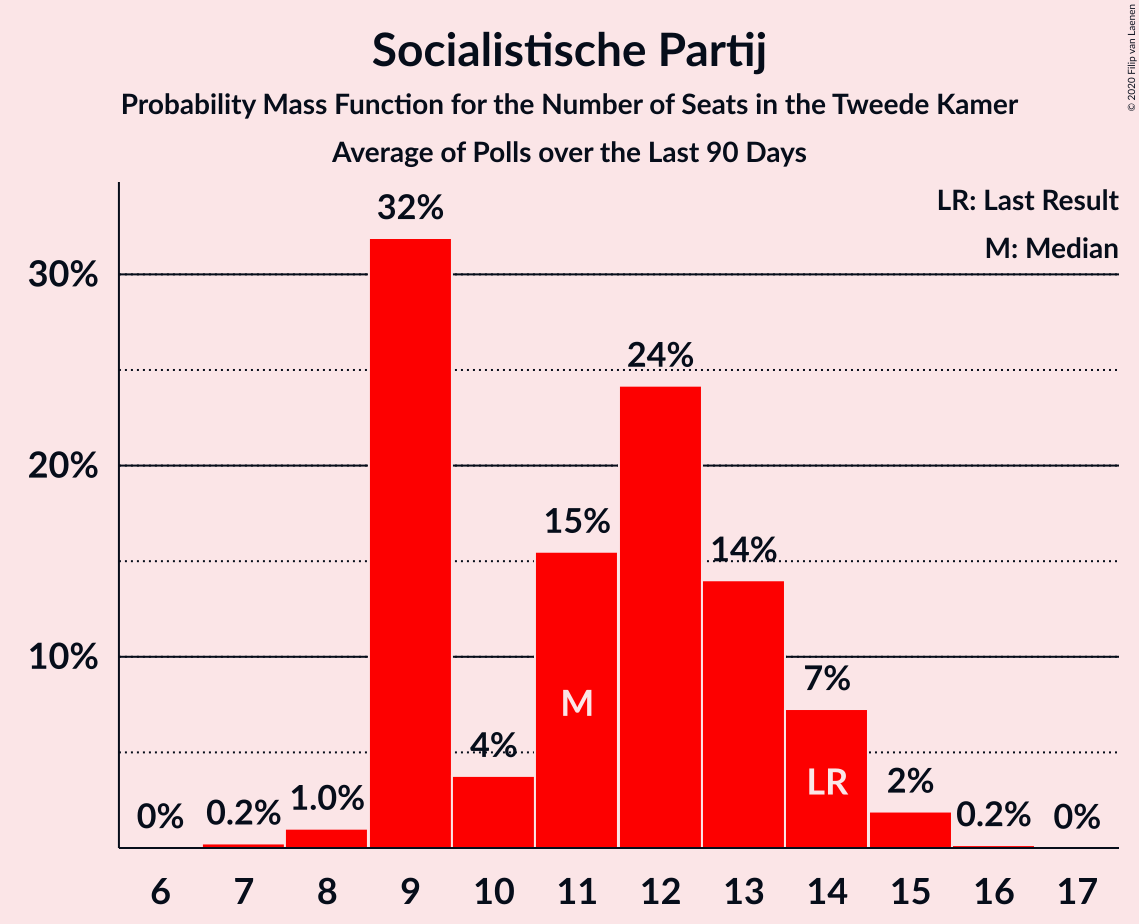 Socialistische Partij
Probability Mass Function for the Number of Seats in the Tweede Kamer
Average of Polls over the Last 90 Days
© 2020 Filip van Laenen
LR: Last Result
M: Median
30%
20%
10%
0%
0.2%
1.0%
32%
4%
15%
24%
14%
7%
2%
0.2%
0%
M
LR
6 7 8 9 10 11 12 13 14 15 16 17